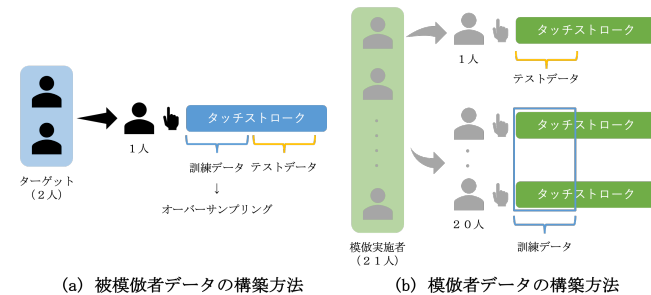 タッチストローク
1人
訓練データ
テストデータ
↓
オーバーサンプリング
ターゲット
(2人)
(a) 被模倣者データの構築方法
タッチストローク
1人
テストデータ
タッチストローク
タッチストローク
20人
訓練データ
模倣実施者
(21人)
(b) 模倣者データの構築方法